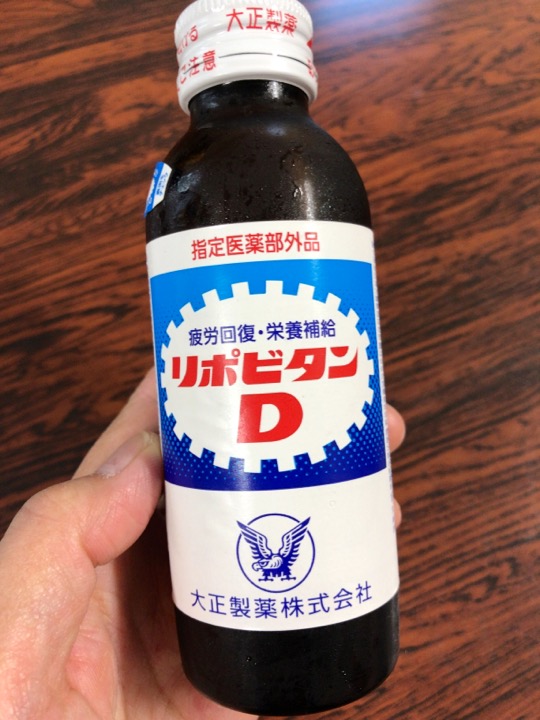 大正製薬
ご注意
指定医薬部外品
疲労回復・栄養補給
リポビタン
D
大正製薬株式会社